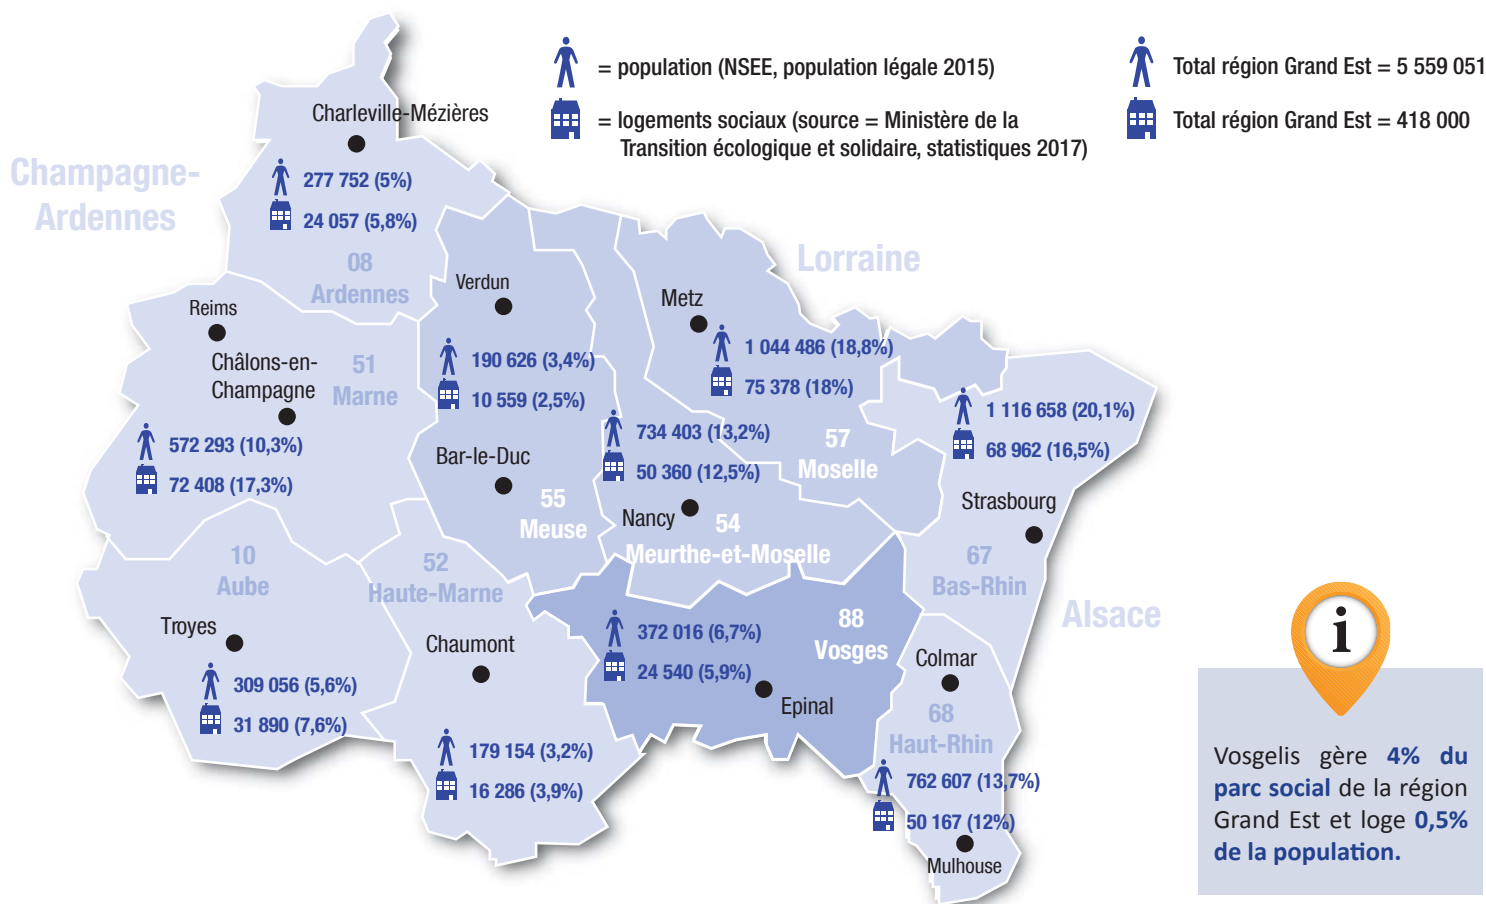 = population (NSEE, population légale 2015)
Total région Grand Est = 5 559 051
= logements sociaux (source = Ministère de la
Transition écologique et solidaire, statistiques 2017)
Total région Grand Est = 418 000
Champagne-
Ardennes
Charleville-Mézières
277 752 (5%)
24 057 (5,8%)
08
Ardennes
Lorraine
Reims
Châlons-en-
Champagne
51
Marne
572 293 (10,3%)
72 408 (17,3%)
Verdun
190 626 (3,4%)
10 559 (2,5%)
Bar-le-Duc
55
Meuse
Metz
1 044 486 (18,8%)
75 378 (18%)
57
Moselle
734 403 (13,2%)
50 360 (12,5%)
Nancy
54
Meurthe-et-Moselle
1 116 658 (20,1%)
68 962 (16,5%)
Strasbourg
67
Bas-Rhin
Alsace
10
Aube
Troyes
309 056 (5,6%)
31 890 (7,6%)
52
Haute-Marne
Chaumont
179 154 (3,2%)
16 286 (3,9%)
372 016 (6,7%)
24 540 (5,9%)
88
Vosges
Epinal
Colmar
68
Haut-Rhin
762 607 (13,7%)
50 167 (12%)
Mulhouse
i
Vosgelis gère 4% du
parc social de la région
Grand Est et loge 0,5%
de la population.